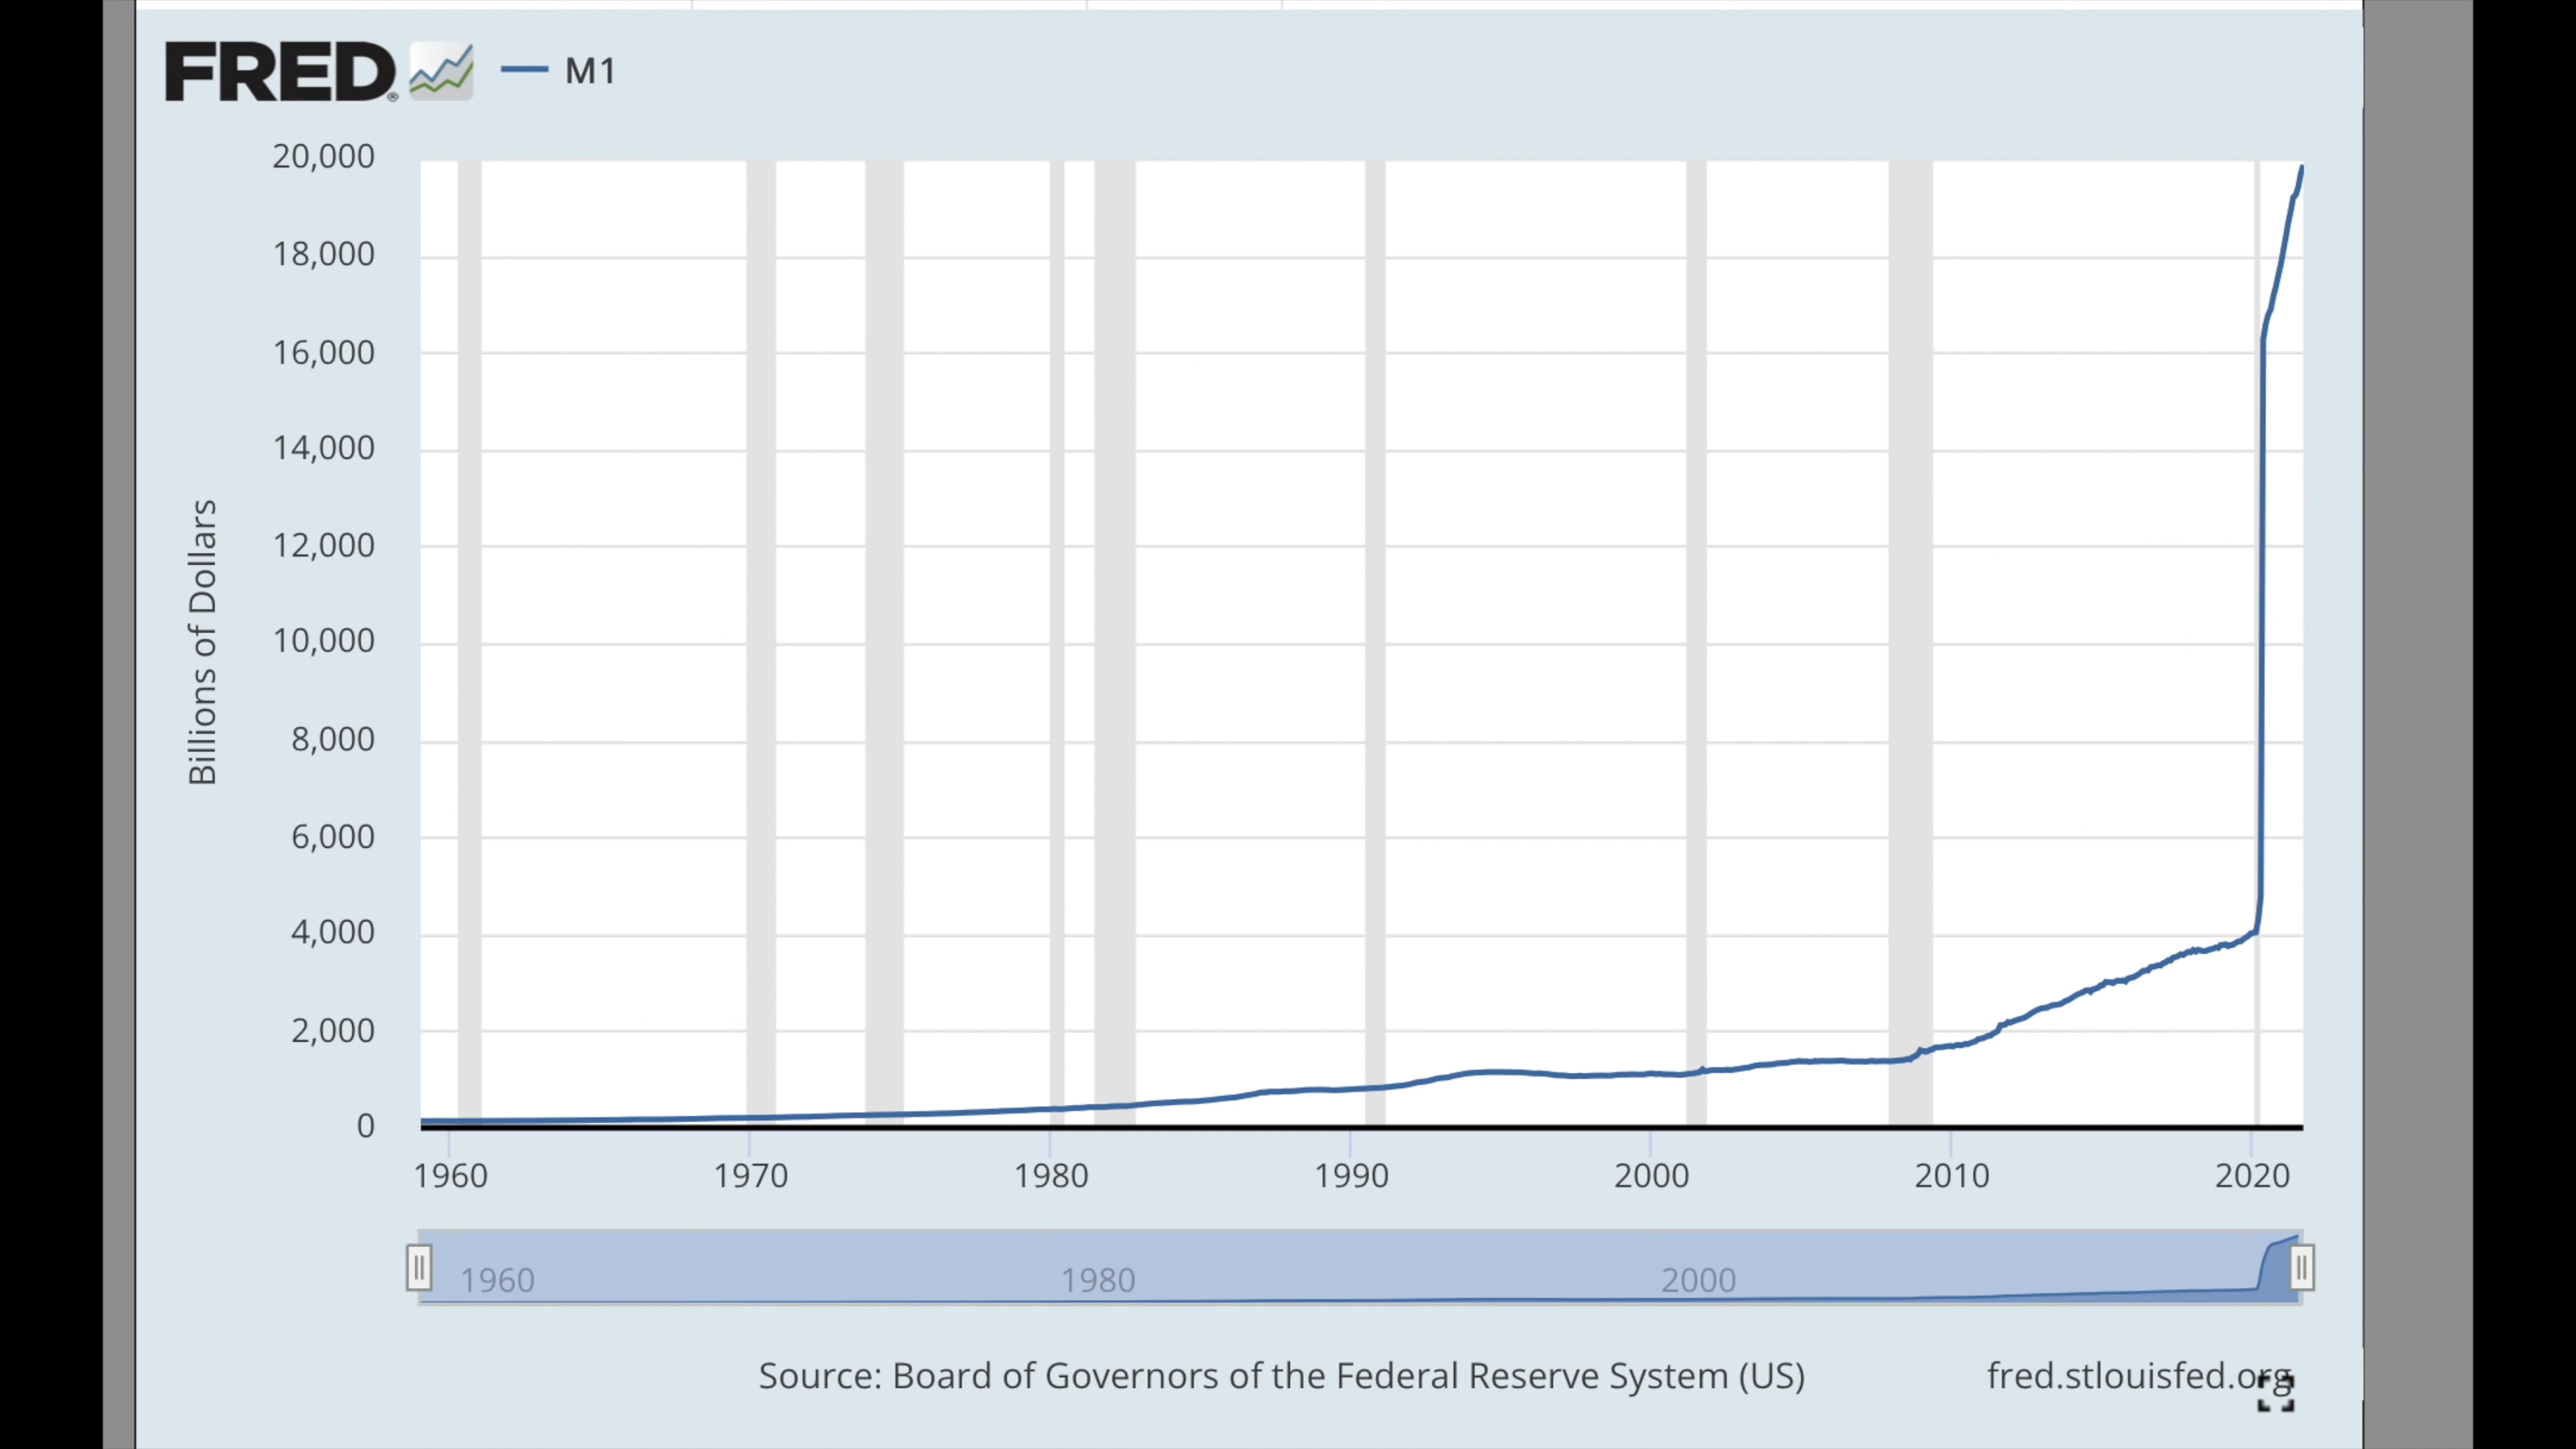 FRED® M1
20,000
18,000
16,000
14,000
12,000
10,000
8,000
6,000
4,000
2,000
0
Billions of Dollars
1960 1970 1980 1990 2000 2010 2020
1960 1980 2000
Source: Board of Governors of the Federal Reserve System (US) fred.stlouisfed.org